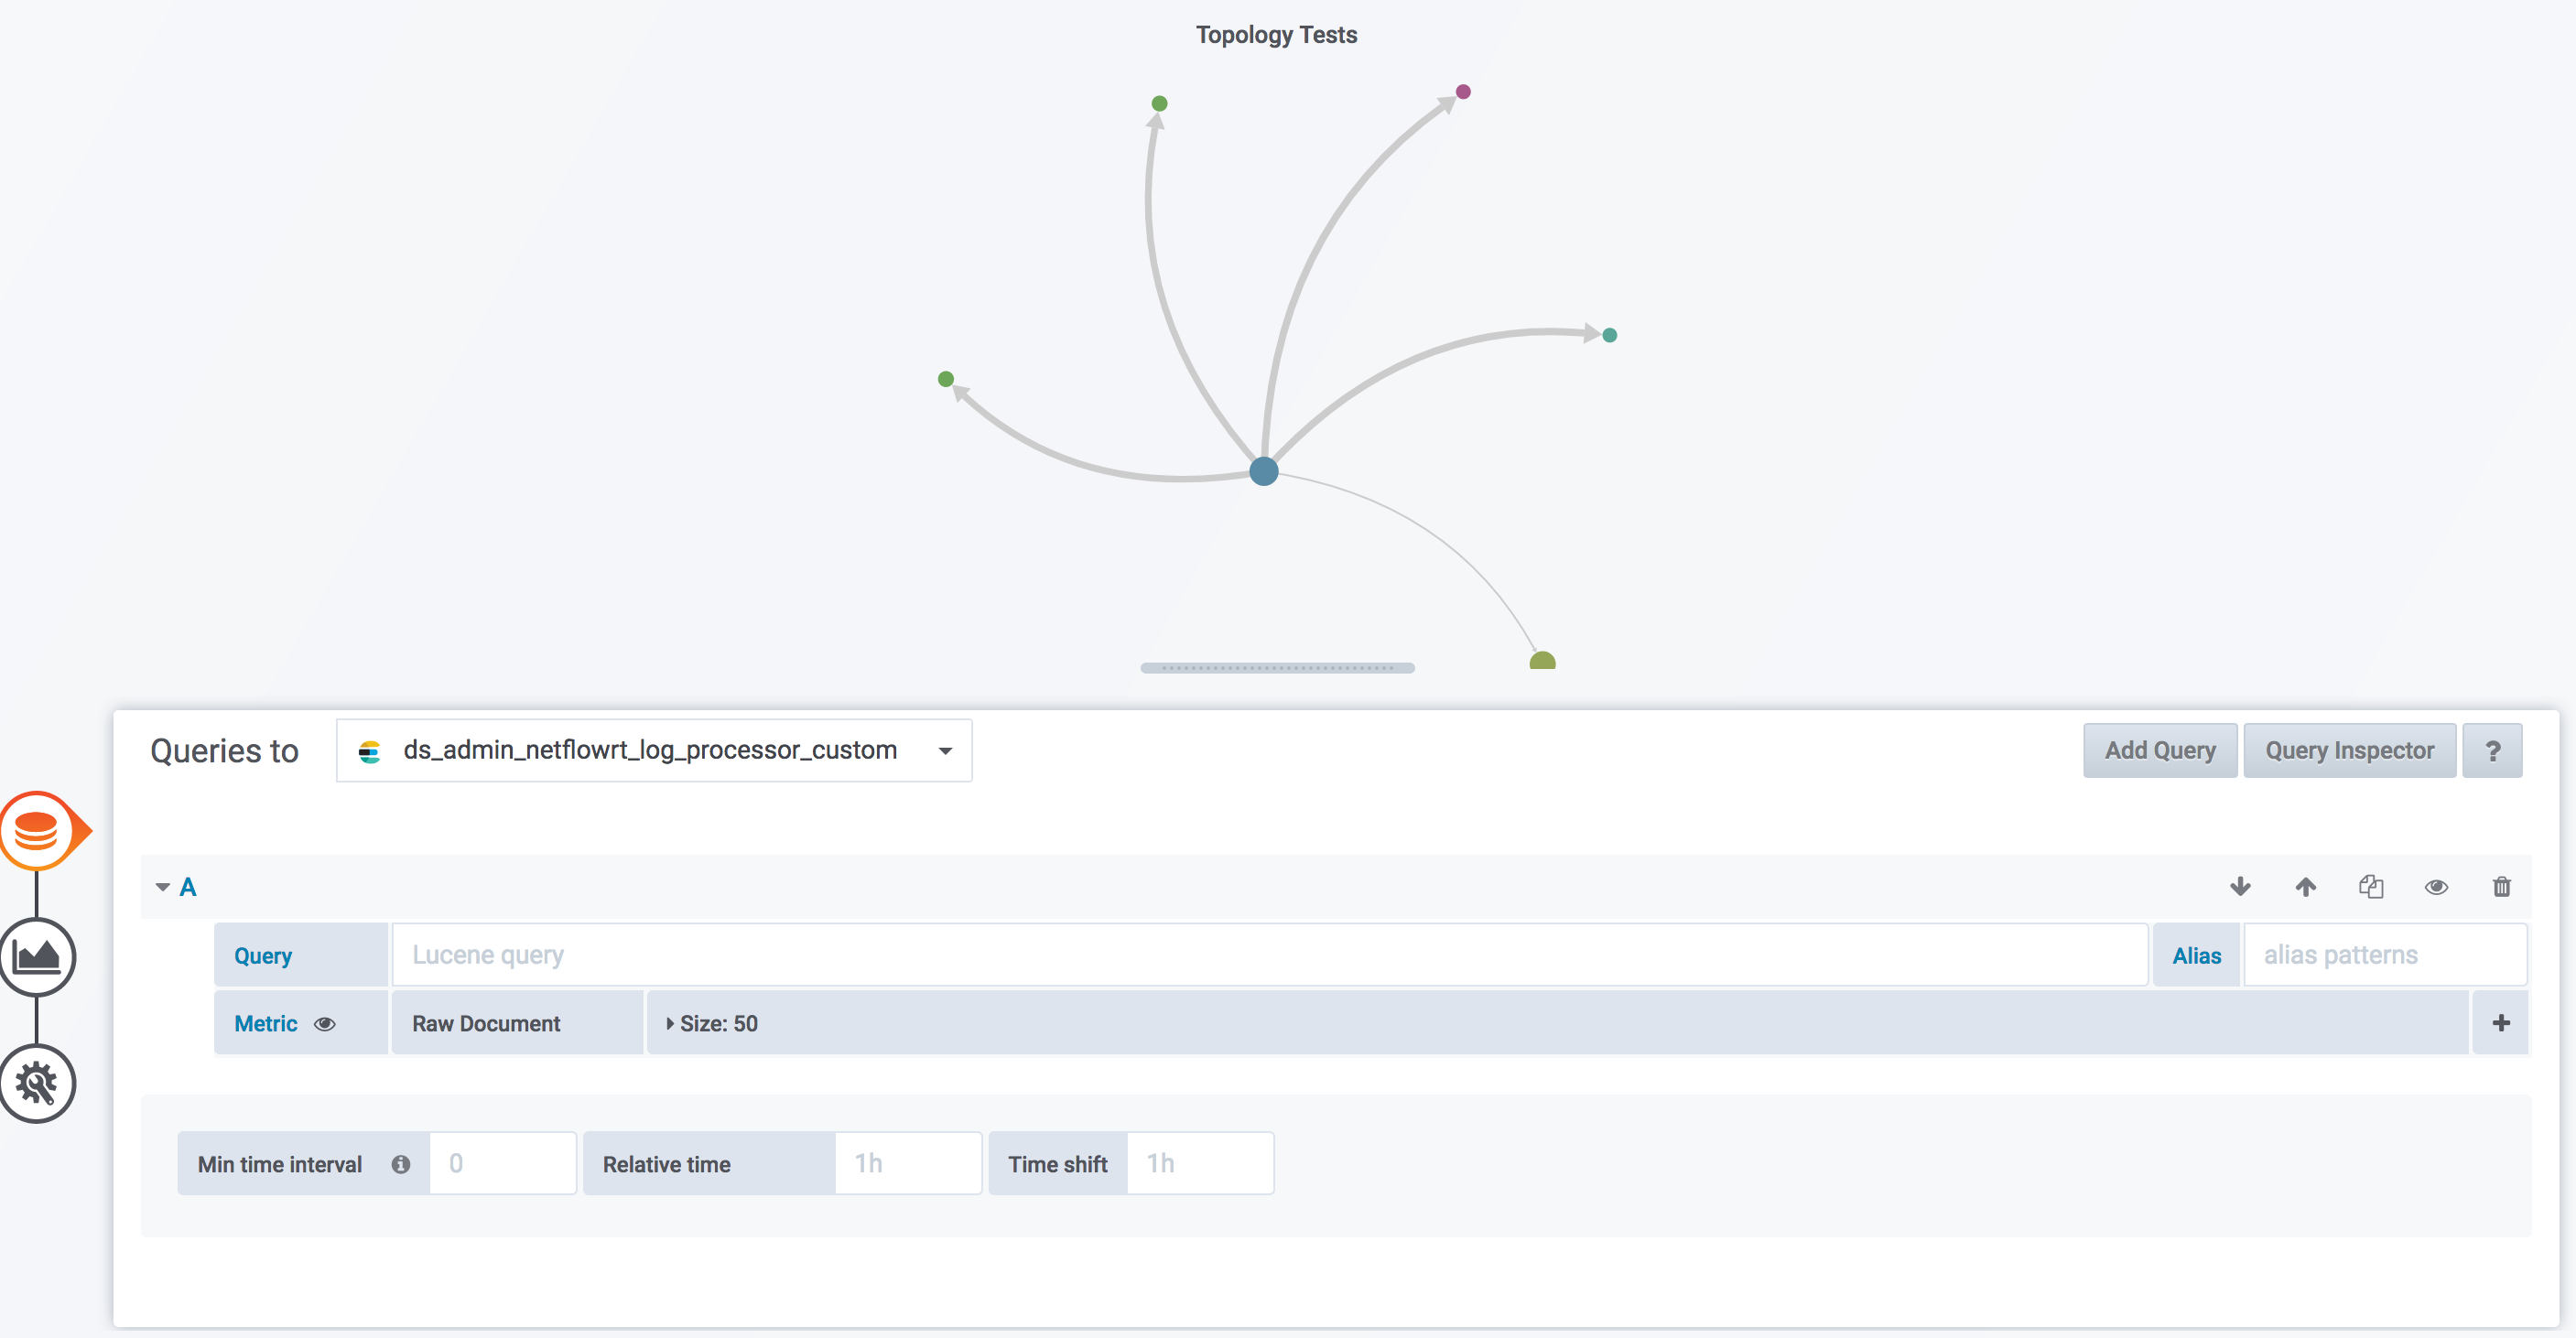 Topology Tests
Queries to ds_admin_netflowrt_log_processor_custom Add Query Query Inspector ?
A
Query Lucene query Alias alias patterns
Metric Raw Document Size: 50 +
Min time interval 0 Relative time 1h Time shift 1h